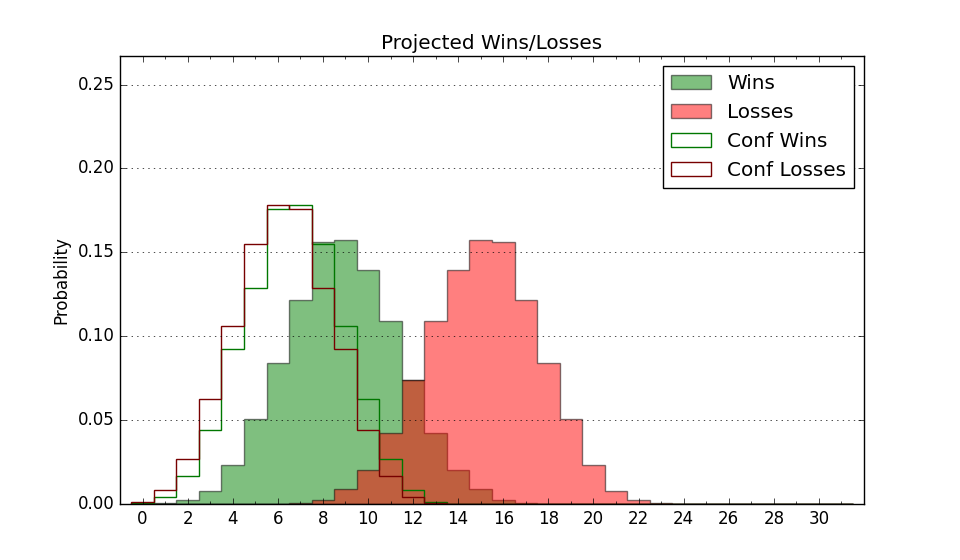 Projected Wins/Losses
Wins
Losses
Conf Wins
Conf Losses
Probability
0.25
0.20
0.15
0.10
0.05
0.00
0 2 4 6 8 10 12 14 16 18 20 22 24 26 28 30